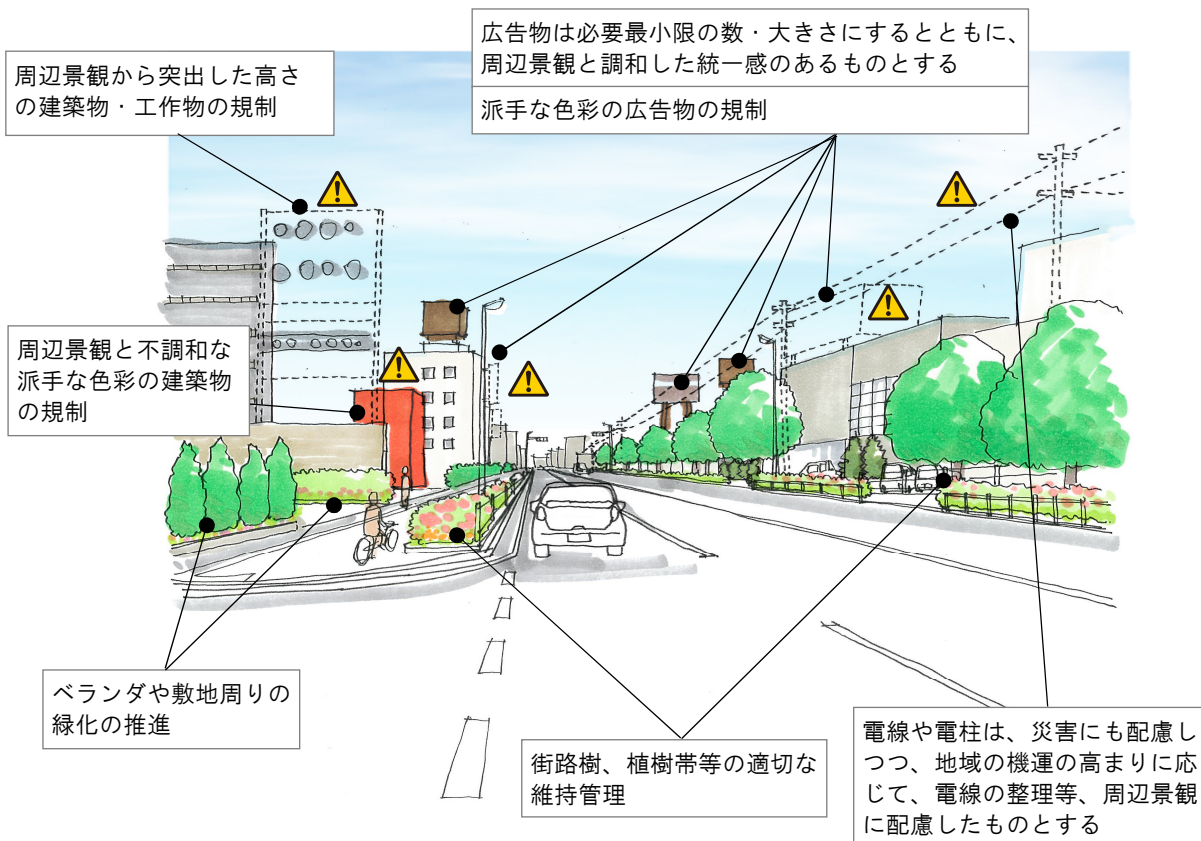 広告物は必要最小限の数・大きさにするとともに、
周辺景観と調和した統一感のあるものとする
派手な色彩の広告物の規制
周辺景観から突出した高さ
の建築物・工作物の規制
周辺景観と不調和な
派手な色彩の建築物
の規制
ベランダや敷地周りの
緑化の推進
街路樹、植樹帯等の適切な
維持管理
電線や電柱は、災害にも配慮し
つつ、地域の機運の高まりに応
じて、電線の整理等、周辺景観
に配慮したものとする